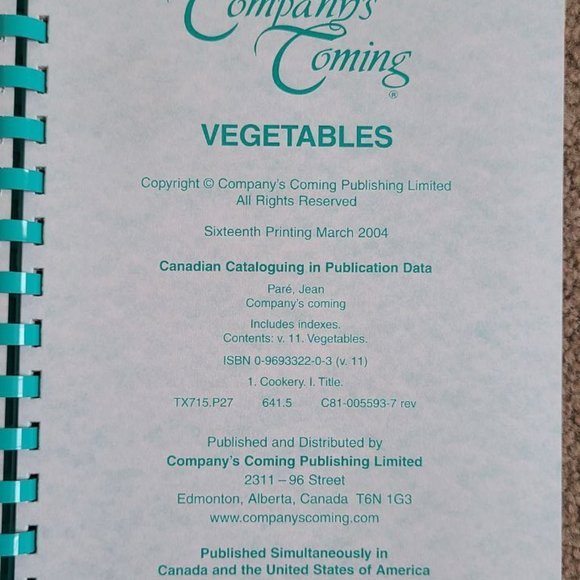 Company's
Coming
®
VEGETABLES
Copyright © Company's Coming Publishing Limited
All Rights Reserved
Sixteenth Printing March 2004
Canadian Cataloguing in Publication Data
Paré, Jean
Company's coming
Includes indexes.
Contents: v. 11. Vegetables.
ISBN 0-9693322-0-3 (v. 11)
1. Cookery. I. Title.
TX715.P27 641.5 C81-005593-7 rev
Published and Distributed by
Company's Coming Publishing Limited
2311 – 96 Street
Edmonton, Alberta, Canada T6N 1G3
www.companyscoming.com
Published Simultaneously in
Canada and the United States of America